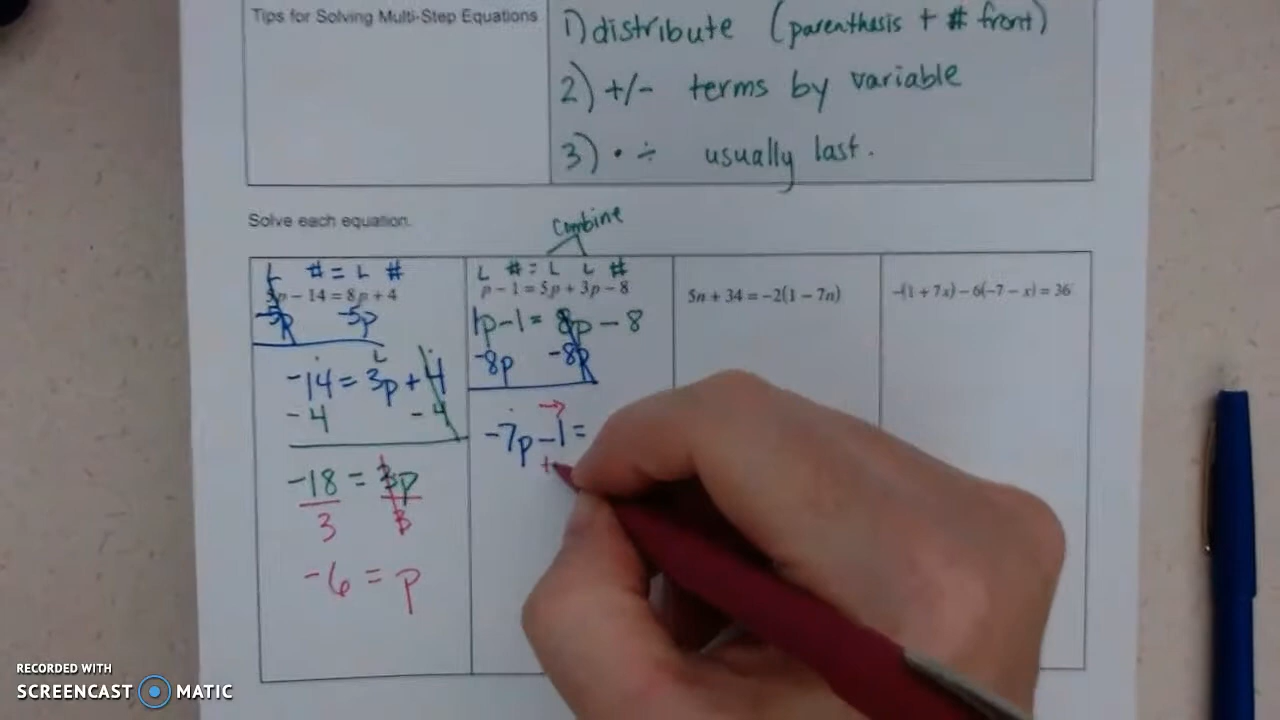 Tips for Solving Multi-Step Equations
1) distribute (parenthesis + # front)
2) +/- terms by variable
3) • ÷ usually last.
Solve each equation.
combine
L # = L #
5p − 14 = 8p + 4
-5p -5p
L
-14 = 3p + 4
-4 -4
-18 = 3p
3 3
-6 = p
L # = L L #
p − 1 = 5p + 3p − 8
1p-1 = 8p - 8
-8p -8p
-7p-1 =
+
5n + 34 = −2(1 − 7n)
−(1 + 7x) − 6(−7 − x) = 36
RECORDED WITH
SCREENCAST MATIC